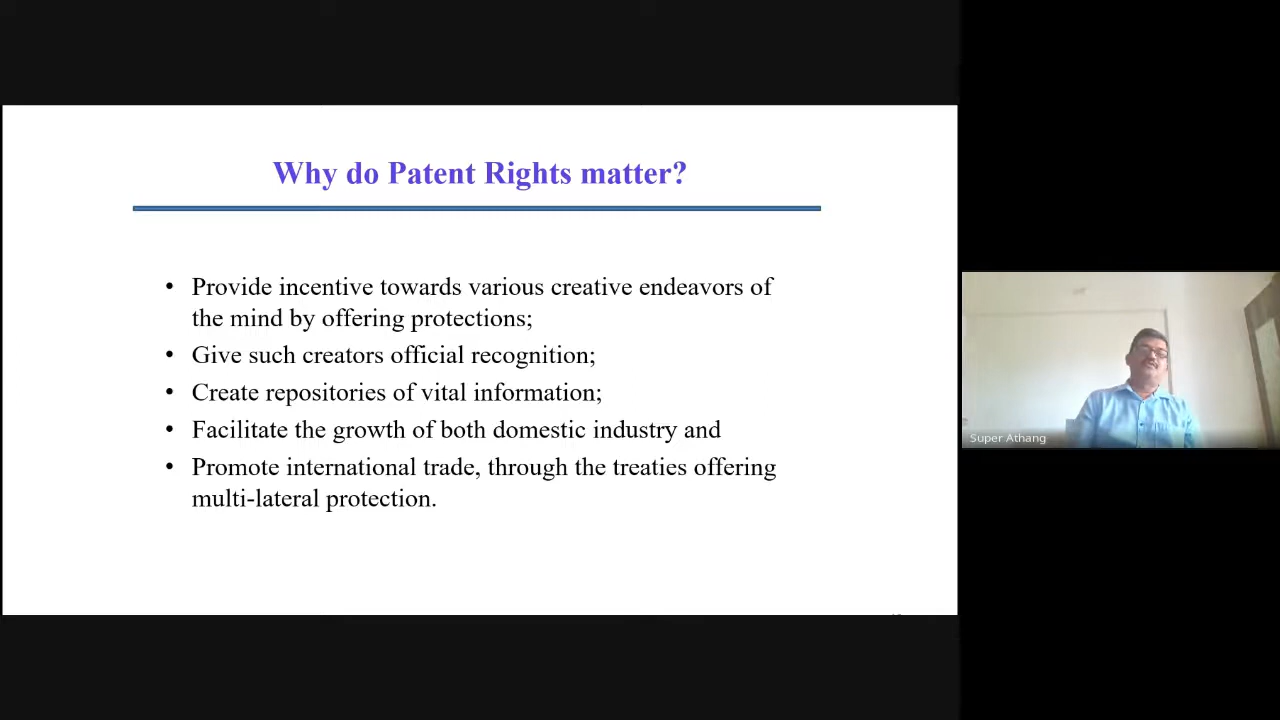 Why do Patent Rights matter?
• Provide incentive towards various creative endeavors of
the mind by offering protections;
• Give such creators official recognition;
• Create repositories of vital information;
• Facilitate the growth of both domestic industry and
• Promote international trade, through the treaties offering
multi-lateral protection.
Super Athang